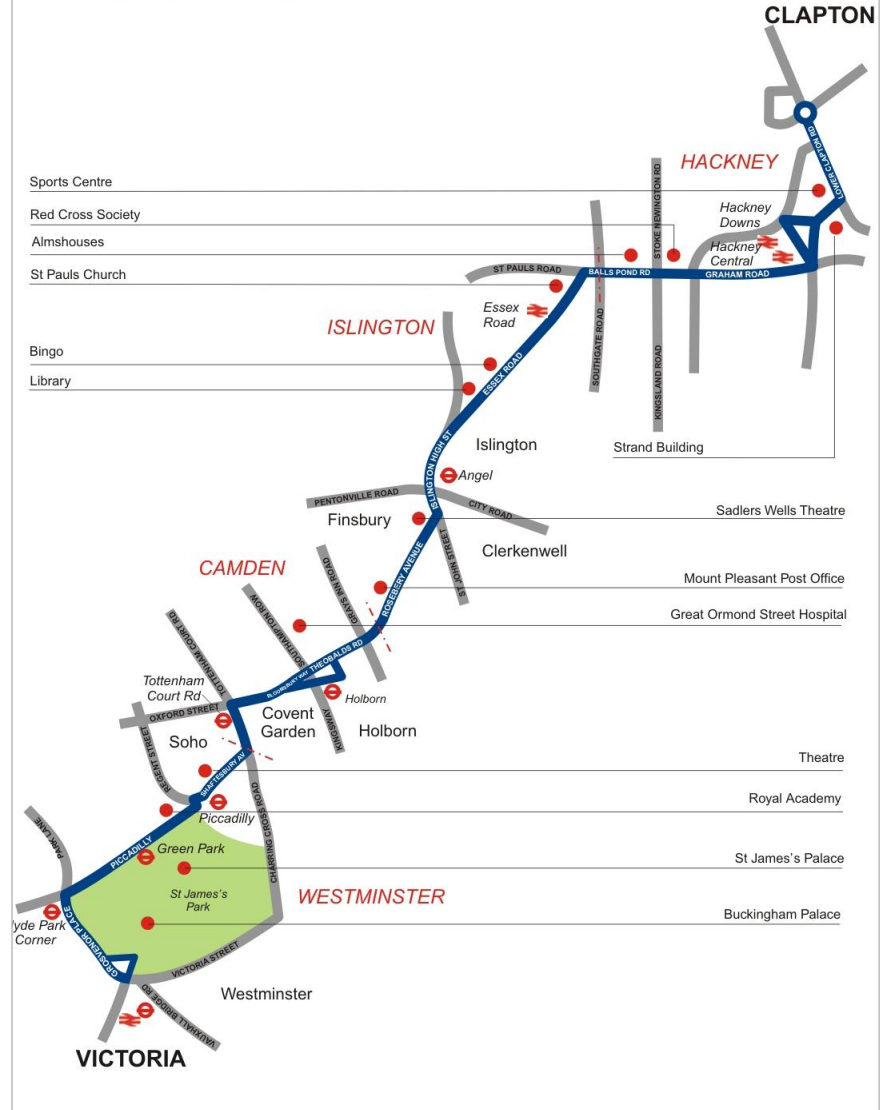 CLAPTON
LOWER CLAPTON RD
HACKNEY
STOKE NEWINGTON RD
Sports Centre
Red Cross Society
Almshouses
St Pauls Church
Hackney
Downs
Hackney
Central
ST PAULS ROAD
BALLS POND RD
GRAHAM ROAD
Essex
Road
ISLINGTON
SOUTHGATE ROAD
KINGSLAND ROAD
Bingo
Library
ESSEX ROAD
Strand Building
ISLINGTON HIGH ST
Islington
Angel
PENTONVILLE ROAD
CITY ROAD
Finsbury
Sadlers Wells Theatre
Clerkenwell
ST JOHN STREET
ROSEBERY AVENUE
CAMDEN
GRAYS INN ROAD
Mount Pleasant Post Office
Great Ormond Street Hospital
TOTTENHAM COURT RD
SOUTHAMPTON ROW
THEOBALDS RD
BLOOMSBURY WAY
Tottenham
Court Rd
Holborn
OXFORD STREET
Covent
Garden
KINGSWAY
Holborn
Soho
REGENT STREET
SHAFTESBURY AV
Theatre
Royal Academy
Piccadilly
CHARRING CROSS ROAD
PARK LANE
PICCADILLY
Green Park
St James's Palace
St James's
Park
WESTMINSTER
Buckingham Palace
yde Park
Corner
GROSVENOR PLACE
VICTORIA STREET
Westminster
VAUXHALL BRIDGE RD
VICTORIA